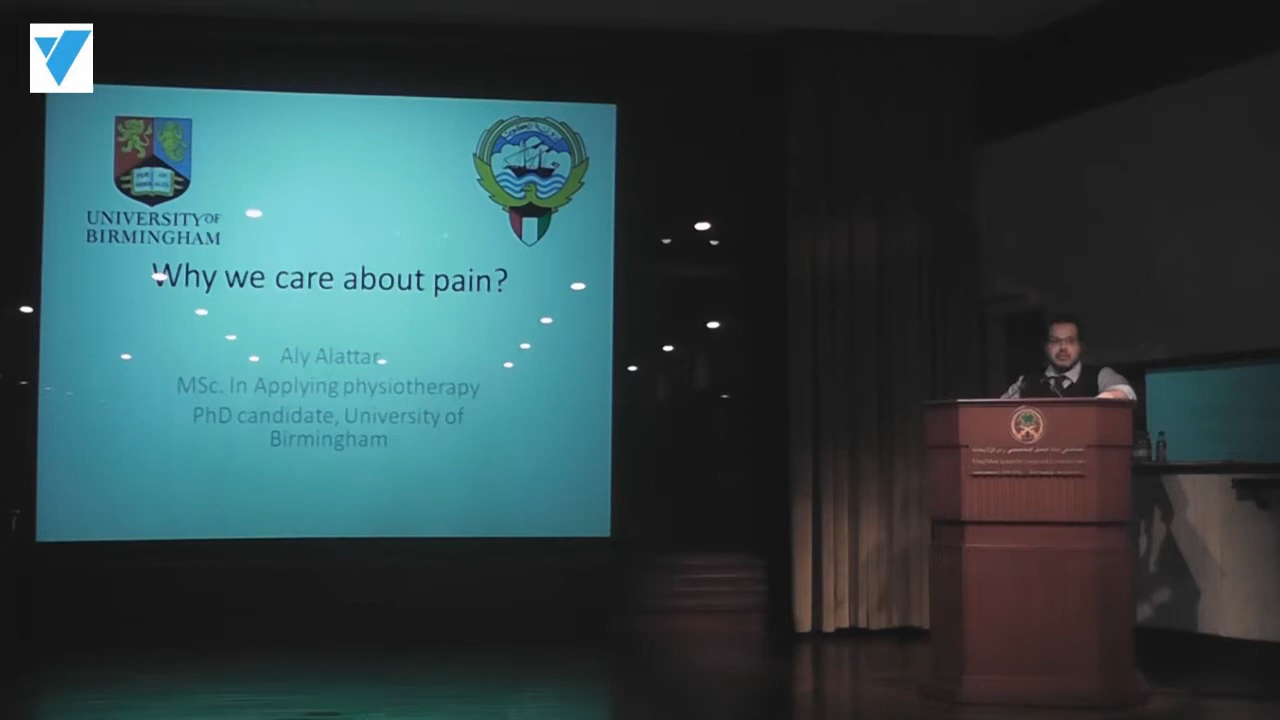 UNIVERSITY OF
BIRMINGHAM
Why we care about pain?
Aly Alattar
MSc. In Applying physiotherapy
PhD candidate, University of
Birmingham